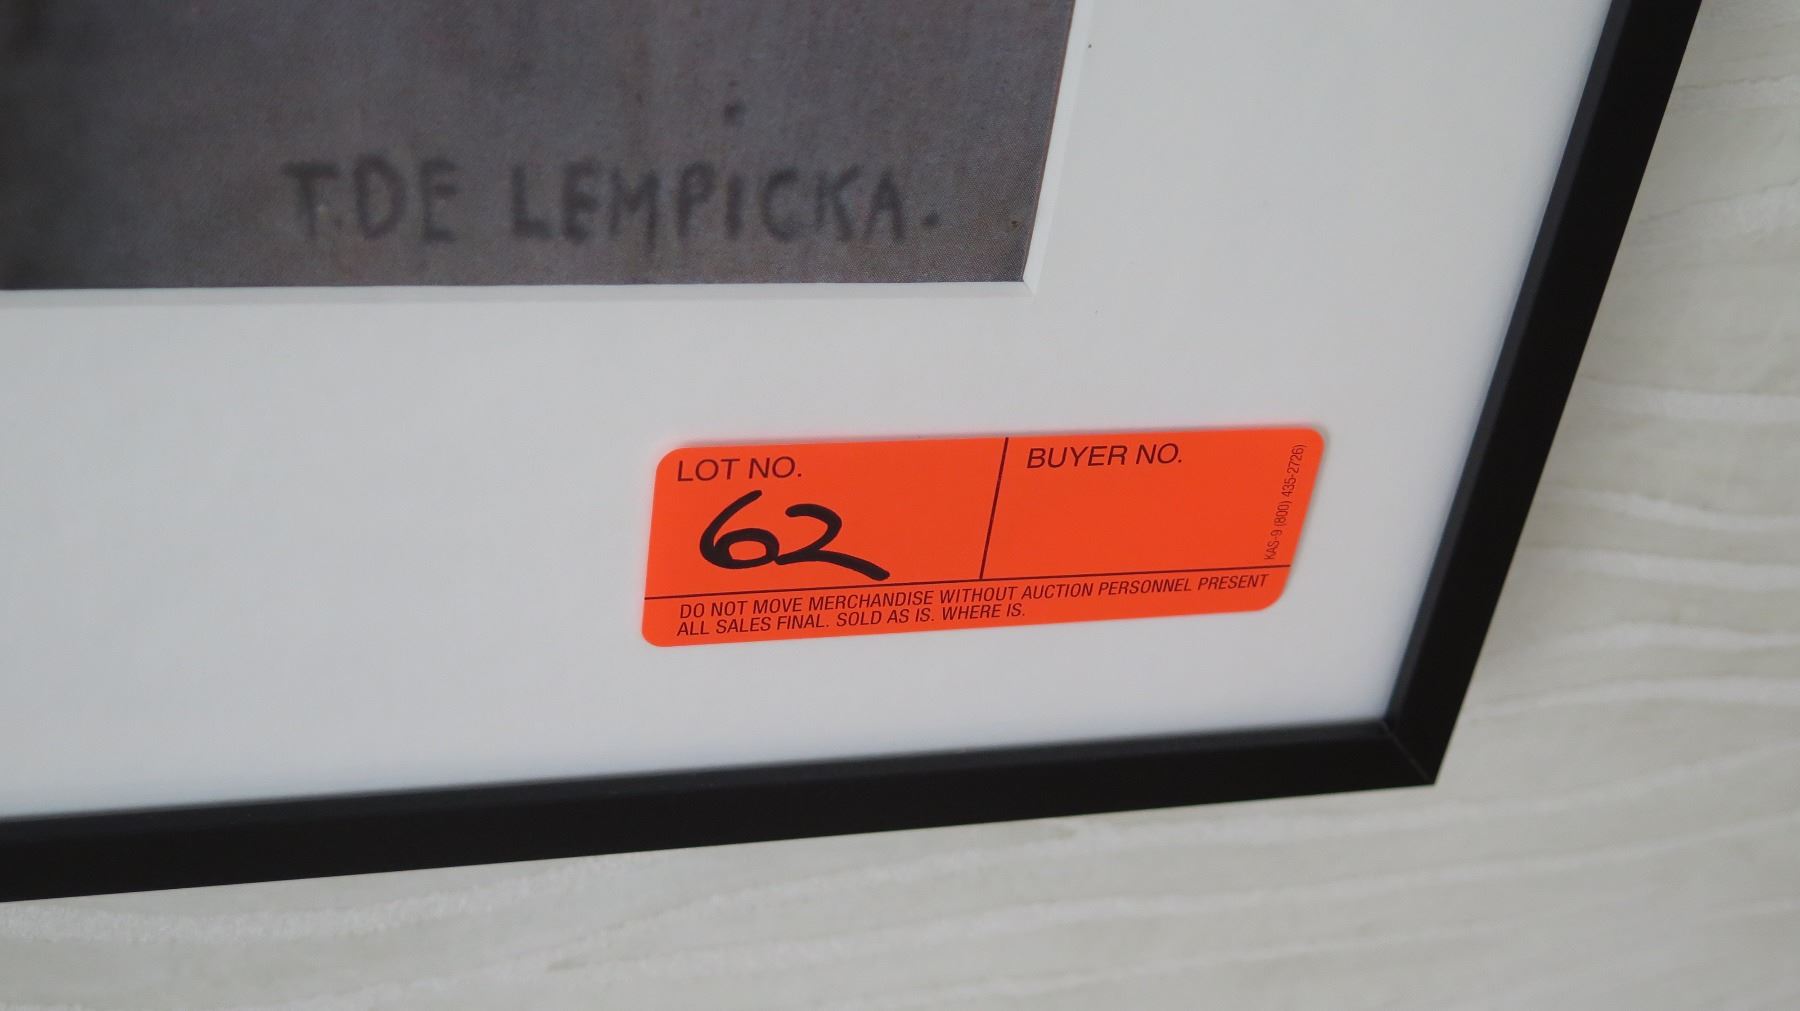 T.DE LEMPICKA.
LOT NO.
62
BUYER NO.
KAS-9 (800) 435-2726)
DO NOT MOVE MERCHANDISE WITHOUT AUCTION PERSONNEL PRESENT
ALL SALES FINAL. SOLD AS IS. WHERE IS.